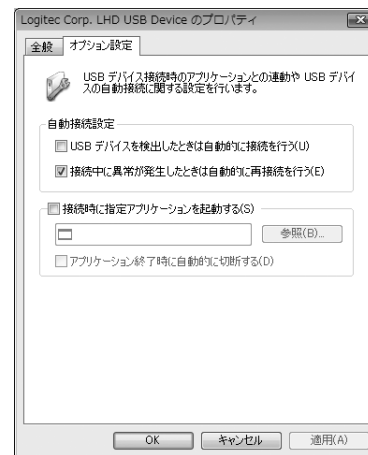 Logitec Corp. LHD USB Device のプロパティ
全般
オプション設定
USB デバイス接続時のアプリケーションとの連動や USB デバイ
スの自動接続に関する設定を行います。
自動接続設定
USB デバイスを検出したときは自動的に接続を行う(U)
接続中に異常が発生したときは自動的に再接続を行う(E)
接続時に指定アプリケーションを起動する(S)
参照(B)...
アプリケーション終了時に自動的に切断する(D)
OK
キャンセル
適用(A)